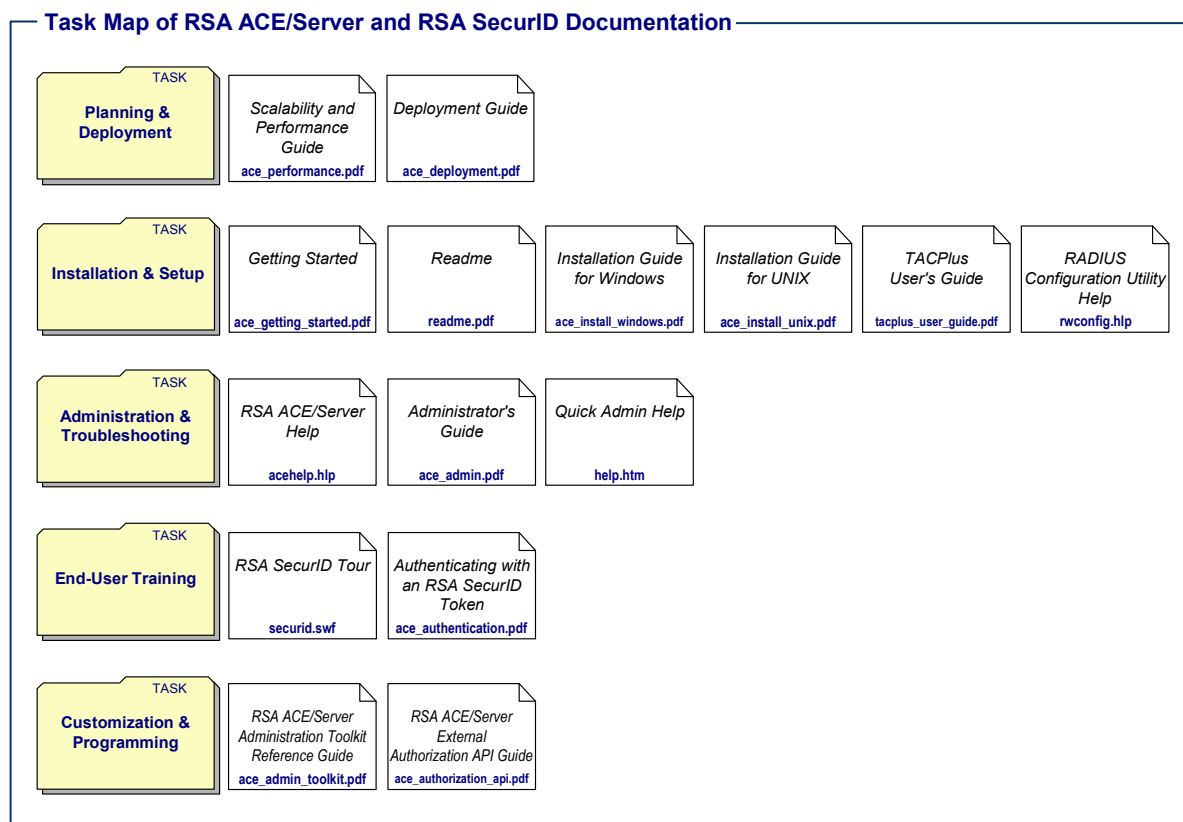 Task Map of RSA ACE/Server and RSA SecurID Documentation
TASK
Planning &
Deployment
Scalability and
Performance
Guide
ace_performance.pdf
Deployment Guide
ace_deployment.pdf
TASK
Installation & Setup
Getting Started
ace_getting_started.pdf
Readme
readme.pdf
Installation Guide
for Windows
ace_install_windows.pdf
Installation Guide
for UNIX
ace_install_unix.pdf
TACPlus
User's Guide
tacplus_user_guide.pdf
RADIUS
Configuration Utility
Help
rwconfig.hlp
TASK
Administration &
Troubleshooting
RSA ACE/Server
Help
acehelp.hlp
Administrator's
Guide
ace_admin.pdf
Quick Admin Help
help.htm
TASK
End-User Training
RSA SecurID Tour
securid.swf
Authenticating with
an RSA SecurID
Token
ace_authentication.pdf
TASK
Customization &
Programming
RSA ACE/Server
Administration Toolkit
Reference Guide
ace_admin_toolkit.pdf
RSA ACE/Server
External
Authorization API Guide
ace_authorization_api.pdf